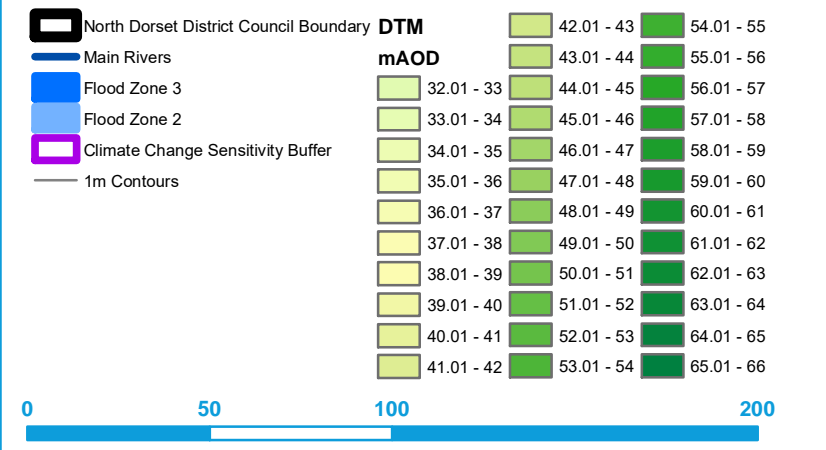 North Dorset District Council Boundary
Main Rivers
Flood Zone 3
Flood Zone 2
Climate Change Sensitivity Buffer
1m Contours
DTM
mAOD
32.01 - 33
33.01 - 34
34.01 - 35
35.01 - 36
36.01 - 37
37.01 - 38
38.01 - 39
39.01 - 40
40.01 - 41
41.01 - 42
42.01 - 43
43.01 - 44
44.01 - 45
45.01 - 46
46.01 - 47
47.01 - 48
48.01 - 49
49.01 - 50
50.01 - 51
51.01 - 52
52.01 - 53
53.01 - 54
54.01 - 55
55.01 - 56
56.01 - 57
57.01 - 58
58.01 - 59
59.01 - 60
60.01 - 61
61.01 - 62
62.01 - 63
63.01 - 64
64.01 - 65
65.01 - 66
0 50 100 200